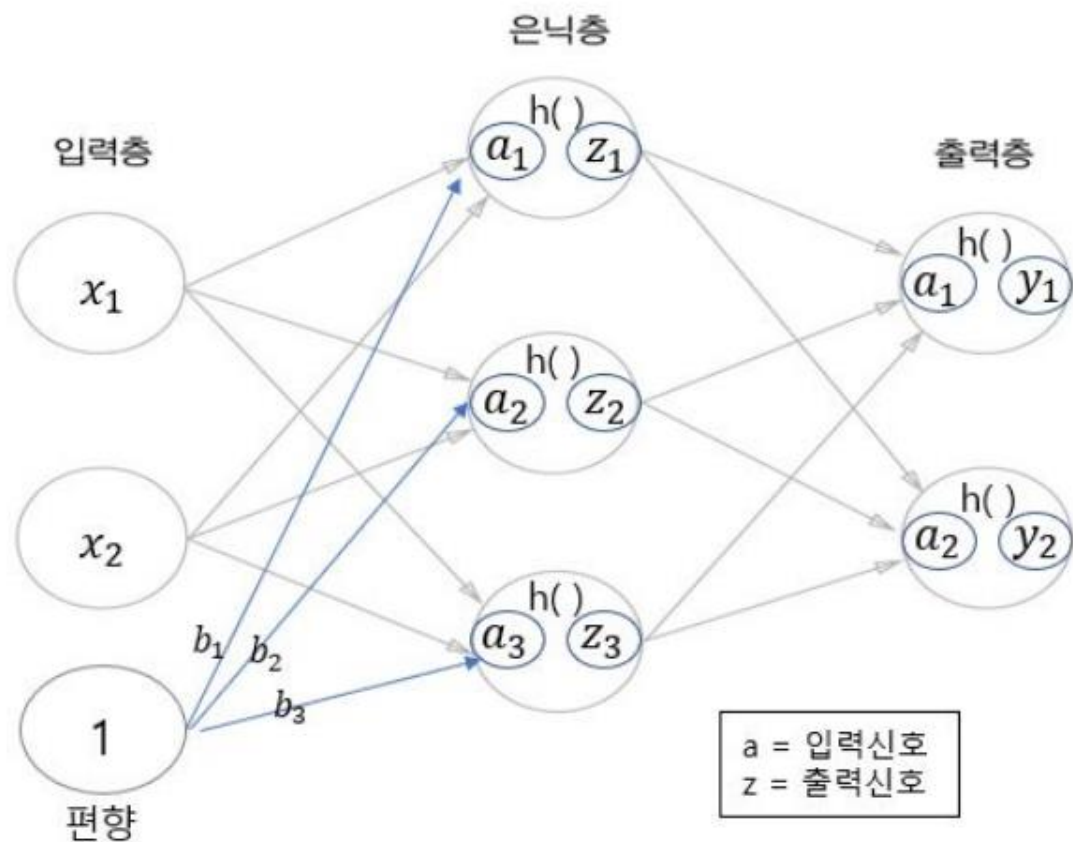 은닉층
h( )
a₁ z₁
입력층
출력층
x₁
h( )
a₁ y₁
h( )
a₂ z₂
x₂
h( )
a₂ y₂
h( )
a₃ z₃
b₁ b₂
b₃
1
편향
a = 입력신호
z = 출력신호